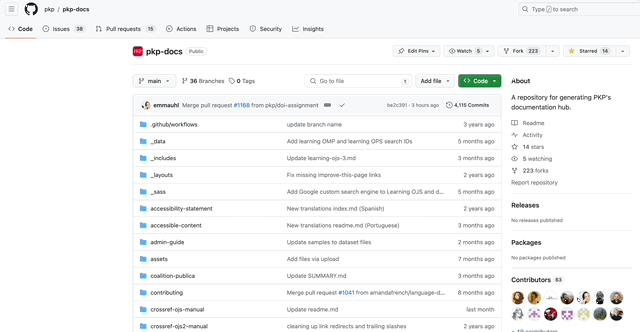 pkp / pkp-docs
Type / to search
Code Issues 38 Pull requests 15 Actions Projects Security Insights
pkp-docs Public
Edit Pins Watch 5 Fork 223 Starred 14
main 36 Branches 0 Tags Go to file t Add file Code
emmauhl Merge pull request #1168 from pkp/doi-assignment be2c391 · 3 hours ago 4,115 Commits
.github/workflows update branch name 3 years ago
_data Add learning OMP and learning OPS search IDs 5 months ago
_includes Update learning-ojs-3.md 3 months ago
_layouts Fix missing improve-this-page links 2 years ago
_sass Add Google custom search engine to Learning OJS and d... 5 months ago
accessibility-statement New translations index.md (Spanish) 2 years ago
accessible-content New translations readme.md (Portuguese) 3 months ago
admin-guide Update samples to dataset files 2 months ago
assets Add files via upload 7 months ago
coalition-publica Update SUMMARY.md 3 months ago
contributing Merge pull request #1041 from amandafrench/language-d... 8 months ago
crossref-ojs-manual Update readme.md last month
crossref-ojs2-manual cleaning up link redirects and trailing slashes 2 years ago
About
A repository for generating PKP's
documentation hub.
Readme
Activity
14 stars
5 watching
223 forks
Report repository
Releases
No releases published
Packages
No packages published
Contributors 63
+ 49 contributors